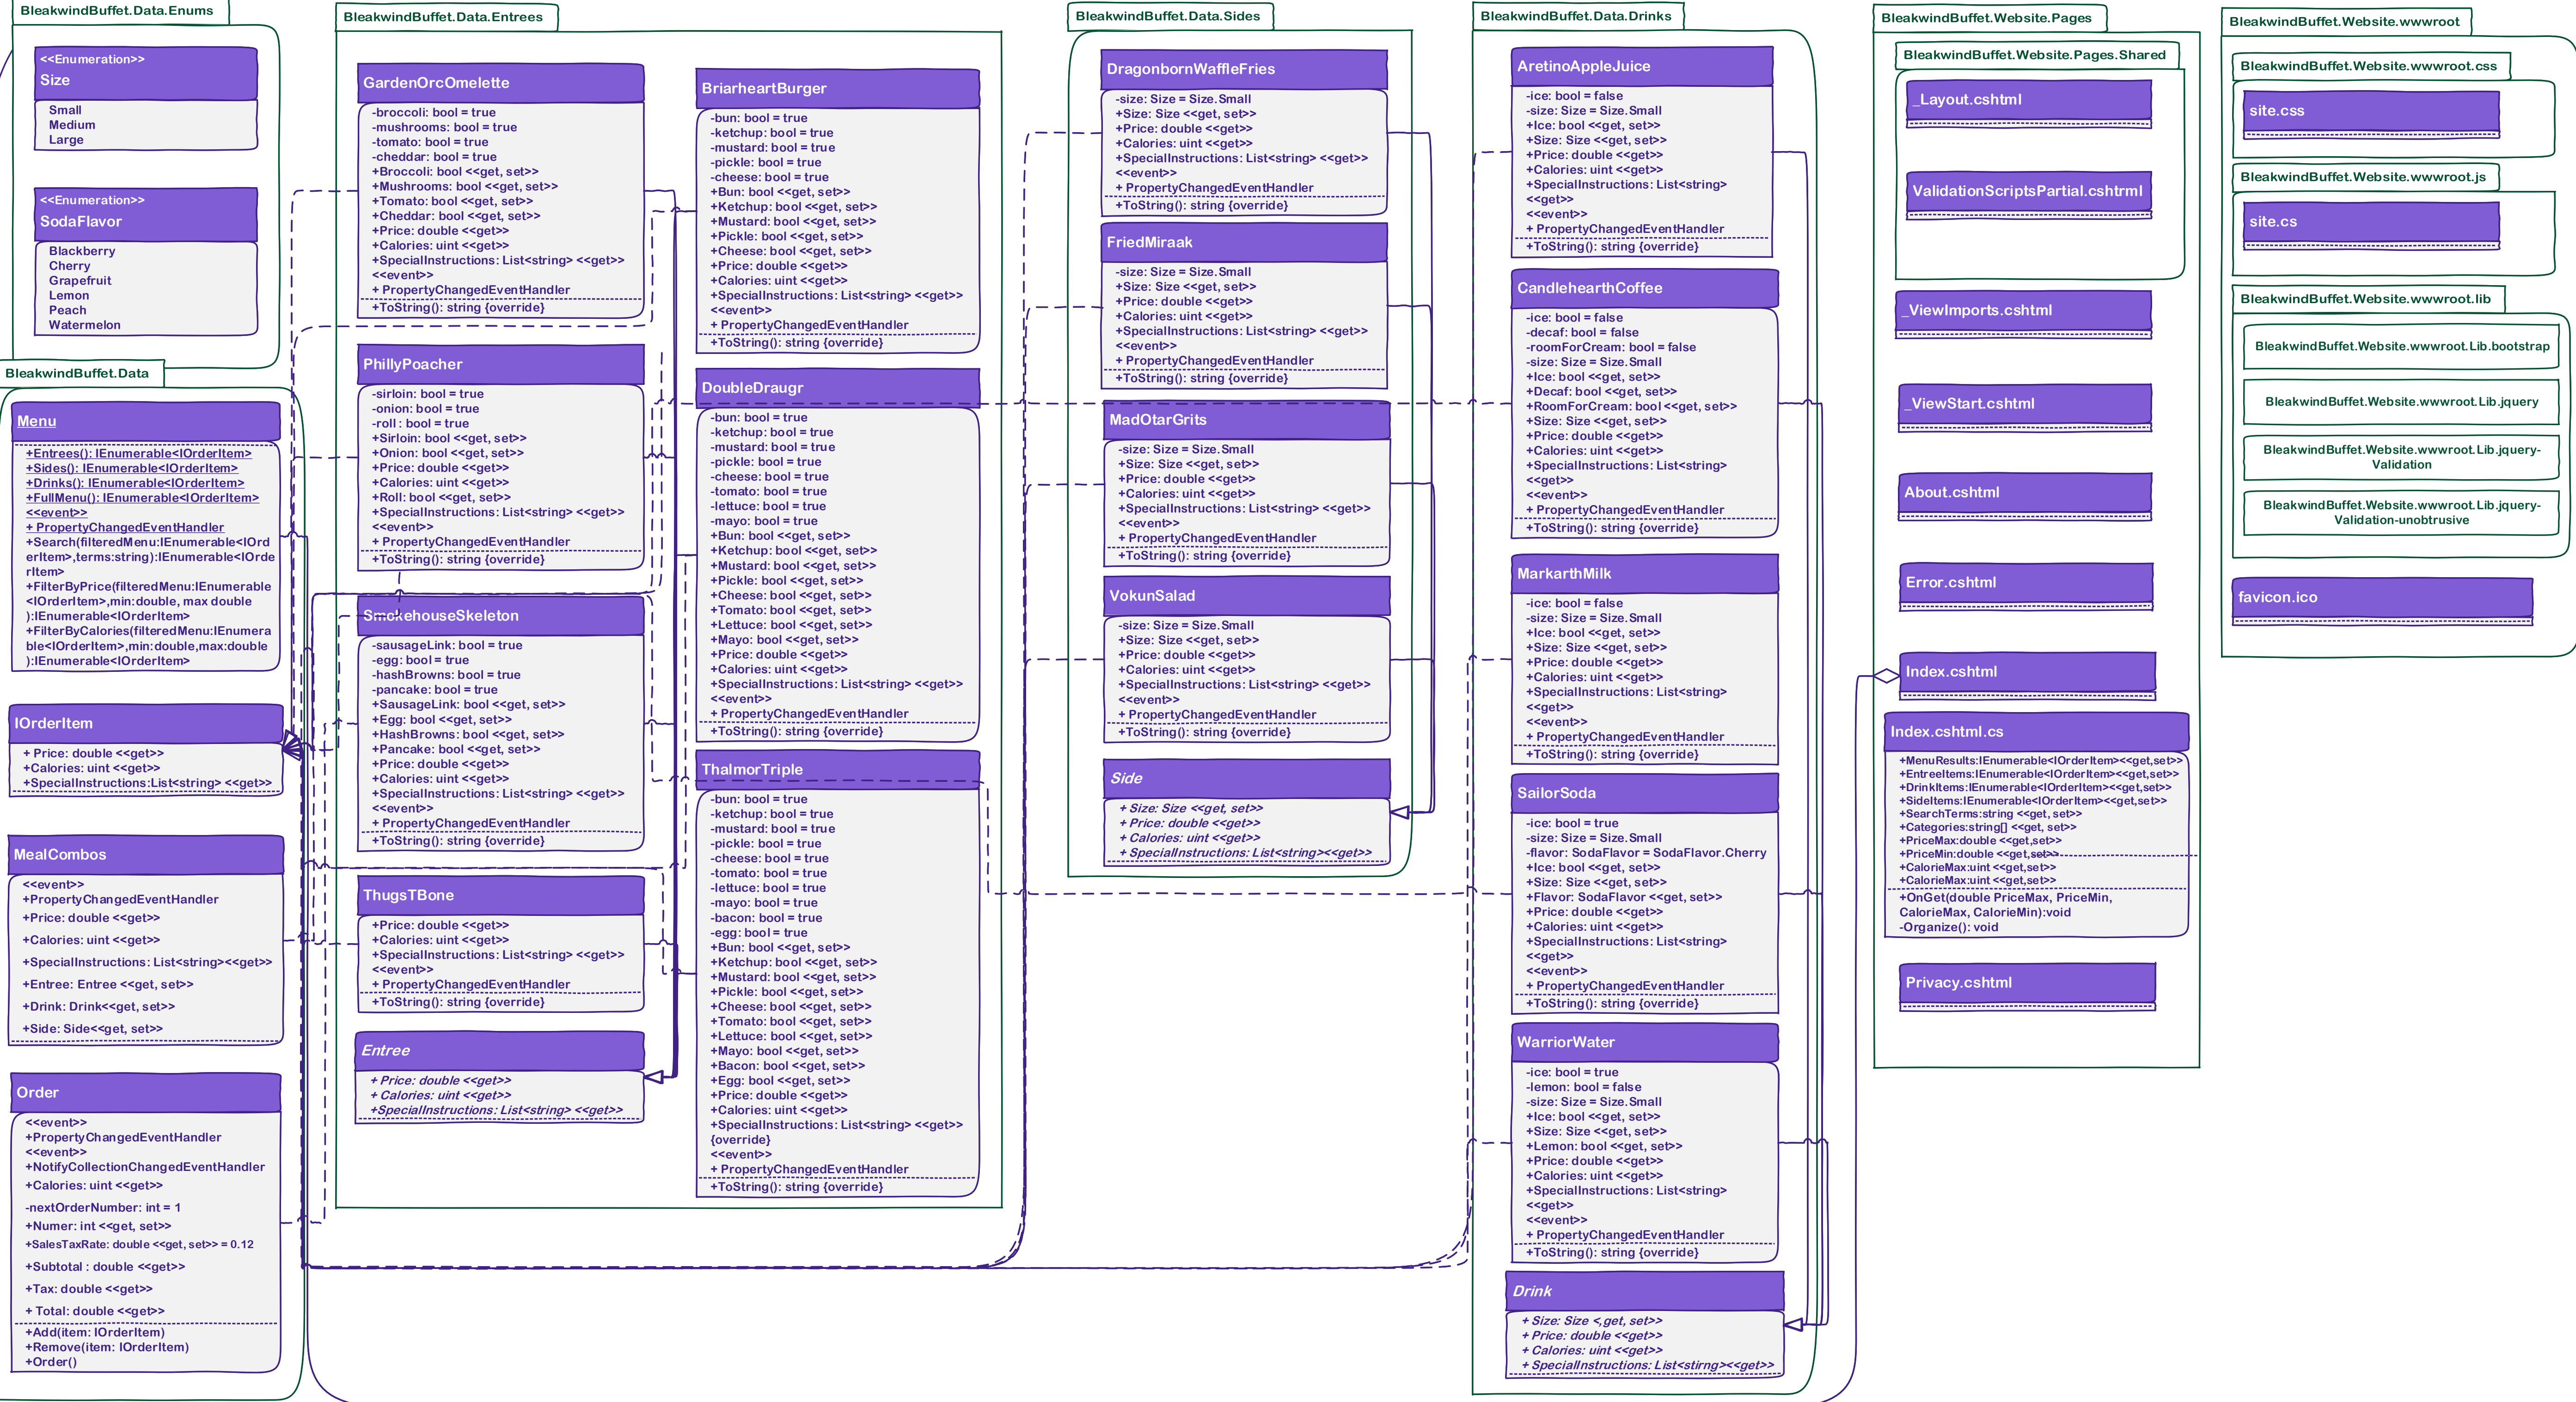 BleakwindBuffet.Data.Enums
<<Enumeration>>
Size
Small
Medium
Large
<<Enumeration>>
SodaFlavor
Blackberry
Cherry
Grapefruit
Lemon
Peach
Watermelon
BleakwindBuffet.Data
Menu
+Entrees(): IEnumerable<IOrderItem>
+Sides(): IEnumerable<IOrderItem>
+Drinks(): IEnumerable<IOrderItem>
+FullMenu(): IEnumerable<IOrderItem>
<<event>>
+ PropertyChangedEventHandler
+Search(filteredMenu:IEnumerable<IOrd
erItem>,terms:string):IEnumerable<IOrde
rItem>
+FilterByPrice(filteredMenu:IEnumerable
<IOrderItem>,min:double, max double
):IEnumerable<IOrderItem>
+FilterByCalories(filteredMenu:IEnumera
ble<IOrderItem>,min:double,max:double
):IEnumerable<IOrderItem>
IOrderItem
+ Price: double <<get>>
+Calories: uint <<get>>
+SpecialInstructions:List<string> <<get>>
MealCombos
<<event>>
+PropertyChangedEventHandler
+Price: double <<get>>
+Calories: uint <<get>>
+SpecialInstructions: List<string><<get>>
+Entree: Entree <<get, set>>
+Drink: Drink<<get, set>>
+Side: Side<<get, set>>
Order
<<event>>
+PropertyChangedEventHandler
<<event>>
+NotifyCollectionChangedEventHandler
+Calories: uint <<get>>
-nextOrderNumber: int = 1
+Numer: int <<get, set>>
+SalesTaxRate: double <<get, set>> = 0.12
+Subtotal : double <<get>>
+Tax: double <<get>>
+ Total: double <<get>>
+Add(item: IOrderItem)
+Remove(item: IOrderItem)
+Order()
BleakwindBuffet.Data.Entrees
GardenOrcOmelette
-broccoli: bool = true
-mushrooms: bool = true
-tomato: bool = true
-cheddar: bool = true
+Broccoli: bool <<get, set>>
+Mushrooms: bool <<get, set>>
+Tomato: bool <<get, set>>
+Cheddar: bool <<get, set>>
+Price: double <<get>>
+Calories: uint <<get>>
+SpecialInstructions: List<string> <<get>>
<<event>>
+ PropertyChangedEventHandler
+ToString(): string {override}
PhillyPoacher
-sirloin: bool = true
-onion: bool = true
-roll : bool = true
+Sirloin: bool <<get, set>>
+Onion: bool <<get, set>>
+Price: double <<get>>
+Calories: uint <<get>>
+Roll: bool <<get, set>>
+SpecialInstructions: List<string> <<get>>
<<event>>
+ PropertyChangedEventHandler
+ToString(): string {override}
SmokehouseSkeleton
-sausageLink: bool = true
-egg: bool = true
-hashBrowns: bool = true
-pancake: bool = true
+SausageLink: bool <<get, set>>
+Egg: bool <<get, set>>
+HashBrowns: bool <<get, set>>
+Pancake: bool <<get, set>>
+Price: double <<get>>
+Calories: uint <<get>>
+SpecialInstructions: List<string> <<get>>
<<event>>
+ PropertyChangedEventHandler
+ToString(): string {override}
ThugsTBone
+Price: double <<get>>
+Calories: uint <<get>>
+SpecialInstructions: List<string> <<get>>
<<event>>
+ PropertyChangedEventHandler
+ToString(): string {override}
Entree
+ Price: double <<get>>
+ Calories: uint <<get>>
+SpecialInstructions: List<string> <<get>>
BriarheartBurger
-bun: bool = true
-ketchup: bool = true
-mustard: bool = true
-pickle: bool = true
-cheese: bool = true
+Bun: bool <<get, set>>
+Ketchup: bool <<get, set>>
+Mustard: bool <<get, set>>
+Pickle: bool <<get, set>>
+Cheese: bool <<get, set>>
+Price: double <<get>>
+Calories: uint <<get>>
+SpecialInstructions: List<string> <<get>>
<<event>>
+ PropertyChangedEventHandler
+ToString(): string {override}
DoubleDraugr
-bun: bool = true
-ketchup: bool = true
-mustard: bool = true
-pickle: bool = true
-cheese: bool = true
-tomato: bool = true
-lettuce: bool = true
-mayo: bool = true
+Bun: bool <<get, set>>
+Ketchup: bool <<get, set>>
+Mustard: bool <<get, set>>
+Pickle: bool <<get, set>>
+Cheese: bool <<get, set>>
+Tomato: bool <<get, set>>
+Lettuce: bool <<get, set>>
+Mayo: bool <<get, set>>
+Price: double <<get>>
+Calories: uint <<get>>
+SpecialInstructions: List<string> <<get>>
<<event>>
+ PropertyChangedEventHandler
+ToString(): string {override}
ThalmorTriple
-bun: bool = true
-ketchup: bool = true
-mustard: bool = true
-pickle: bool = true
-cheese: bool = true
-tomato: bool = true
-lettuce: bool = true
-mayo: bool = true
-bacon: bool = true
-egg: bool = true
+Bun: bool <<get, set>>
+Ketchup: bool <<get, set>>
+Mustard: bool <<get, set>>
+Pickle: bool <<get, set>>
+Cheese: bool <<get, set>>
+Tomato: bool <<get, set>>
+Lettuce: bool <<get, set>>
+Mayo: bool <<get, set>>
+Bacon: bool <<get, set>>
+Egg: bool <<get, set>>
+Price: double <<get>>
+Calories: uint <<get>>
+SpecialInstructions: List<string> <<get>>
{override}
<<event>>
+ PropertyChangedEventHandler
+ToString(): string {override}
BleakwindBuffet.Data.Sides
DragonbornWaffleFries
-size: Size = Size.Small
+Size: Size <<get, set>>
+Price: double <<get>>
+Calories: uint <<get>>
+SpecialInstructions: List<string> <<get>>
<<event>>
+ PropertyChangedEventHandler
+ToString(): string {override}
FriedMiraak
-size: Size = Size.Small
+Size: Size <<get, set>>
+Price: double <<get>>
+Calories: uint <<get>>
+SpecialInstructions: List<string> <<get>>
<<event>>
+ PropertyChangedEventHandler
+ToString(): string {override}
MadOtarGrits
-size: Size = Size.Small
+Size: Size <<get, set>>
+Price: double <<get>>
+Calories: uint <<get>>
+SpecialInstructions: List<string> <<get>>
<<event>>
+ PropertyChangedEventHandler
+ToString(): string {override}
VokunSalad
-size: Size = Size.Small
+Size: Size <<get, set>>
+Price: double <<get>>
+Calories: uint <<get>>
+SpecialInstructions: List<string> <<get>>
<<event>>
+ PropertyChangedEventHandler
+ToString(): string {override}
Side
+ Size: Size <<get, set>>
+ Price: double <<get>>
+ Calories: uint <<get>>
+ SpecialInstructions: List<string><<get>>
BleakwindBuffet.Data.Drinks
AretinoAppleJuice
-ice: bool = false
-size: Size = Size.Small
+Ice: bool <<get, set>>
+Size: Size <<get, set>>
+Price: double <<get>>
+Calories: uint <<get>>
+SpecialInstructions: List<string>
<<get>>
<<event>>
+ PropertyChangedEventHandler
+ToString(): string {override}
CandlehearthCoffee
-ice: bool = false
-decaf: bool = false
-roomForCream: bool = false
-size: Size = Size.Small
+Ice: bool <<get, set>>
+Decaf: bool <<get, set>>
+RoomForCream: bool <<get, set>>
+Size: Size <<get, set>>
+Price: double <<get>>
+Calories: uint <<get>>
+SpecialInstructions: List<string>
<<get>>
<<event>>
+ PropertyChangedEventHandler
+ToString(): string {override}
MarkarthMilk
-ice: bool = false
-size: Size = Size.Small
+Ice: bool <<get, set>>
+Size: Size <<get, set>>
+Price: double <<get>>
+Calories: uint <<get>>
+SpecialInstructions: List<string>
<<get>>
<<event>>
+ PropertyChangedEventHandler
+ToString(): string {override}
SailorSoda
-ice: bool = true
-size: Size = Size.Small
-flavor: SodaFlavor = SodaFlavor.Cherry
+Ice: bool <<get, set>>
+Size: Size <<get, set>>
+Flavor: SodaFlavor <<get, set>>
+Price: double <<get>>
+Calories: uint <<get>>
+SpecialInstructions: List<string>
<<get>>
<<event>>
+ PropertyChangedEventHandler
+ToString(): string {override}
WarriorWater
-ice: bool = true
-lemon: bool = false
-size: Size = Size.Small
+Ice: bool <<get, set>>
+Size: Size <<get, set>>
+Lemon: bool <<get, set>>
+Price: double <<get>>
+Calories: uint <<get>>
+SpecialInstructions: List<string>
<<get>>
<<event>>
+ PropertyChangedEventHandler
+ToString(): string {override}
Drink
+ Size: Size <,get, set>>
+ Price: double <<get>>
+ Calories: uint <<get>>
+ SpecialInstructions: List<stirng><<get>>
BleakwindBuffet.Website.Pages
BleakwindBuffet.Website.Pages.Shared
_Layout.cshtml
ValidationScriptsPartial.cshtrml
_ViewImports.cshtml
_ViewStart.cshtml
About.cshtml
Error.cshtml
Index.cshtml
Index.cshtml.cs
+MenuResults:IEnumerable<IOrderItem><<get,set>>
+EntreeItems:IEnumerable<IOrderItem><<get,set>>
+DrinkItems:IEnumerable<IOrderItem><<get,set>>
+SideItems:IEnumerable<IOrderItem><<get,set>>
+SearchTerms:string <<get, set>>
+Categories:string[] <<get, set>>
+PriceMax:double <<get,set>>
+PriceMin:double <<get,set>>
+CalorieMax:uint <<get,set>>
+CalorieMax:uint <<get,set>>
+OnGet(double PriceMax, PriceMin,
CalorieMax, CalorieMin):void
-Organize(): void
Privacy.cshtml
BleakwindBuffet.Website.wwwroot
BleakwindBuffet.Website.wwwroot.css
site.css
BleakwindBuffet.Website.wwwroot.js
site.cs
BleakwindBuffet.Website.wwwroot.lib
BleakwindBuffet.Website.wwwroot.Lib.bootstrap
BleakwindBuffet.Website.wwwroot.Lib.jquery
BleakwindBuffet.Website.wwwroot.Lib.jquery-
Validation
BleakwindBuffet.Website.wwwroot.Lib.jquery-
Validation-unobtrusive
favicon.ico